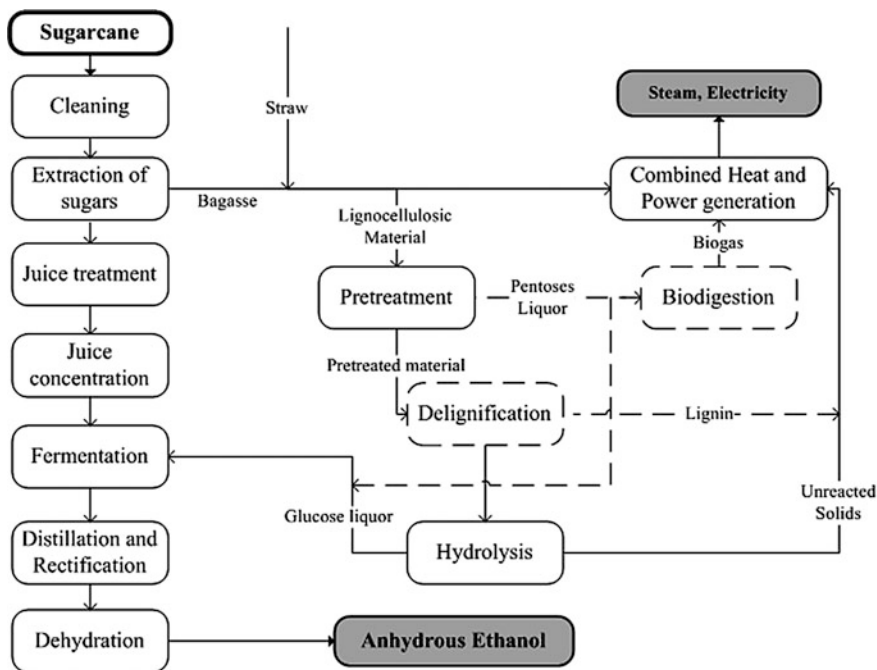 Sugarcane
Cleaning
Straw
Steam, Electricity
Extraction of
sugars
Bagasse
Combined Heat and
Power generation
Lignocellulosic
Material
Biogas
Juice treatment
Pretreatment
Pentoses
Liquor
Biodigestion
Juice
concentration
Pretreated material
Delignification
Lignin-
Fermentation
Glucose liquor
Unreacted
Solids
Distillation and
Rectification
Hydrolysis
Dehydration
Anhydrous Ethanol